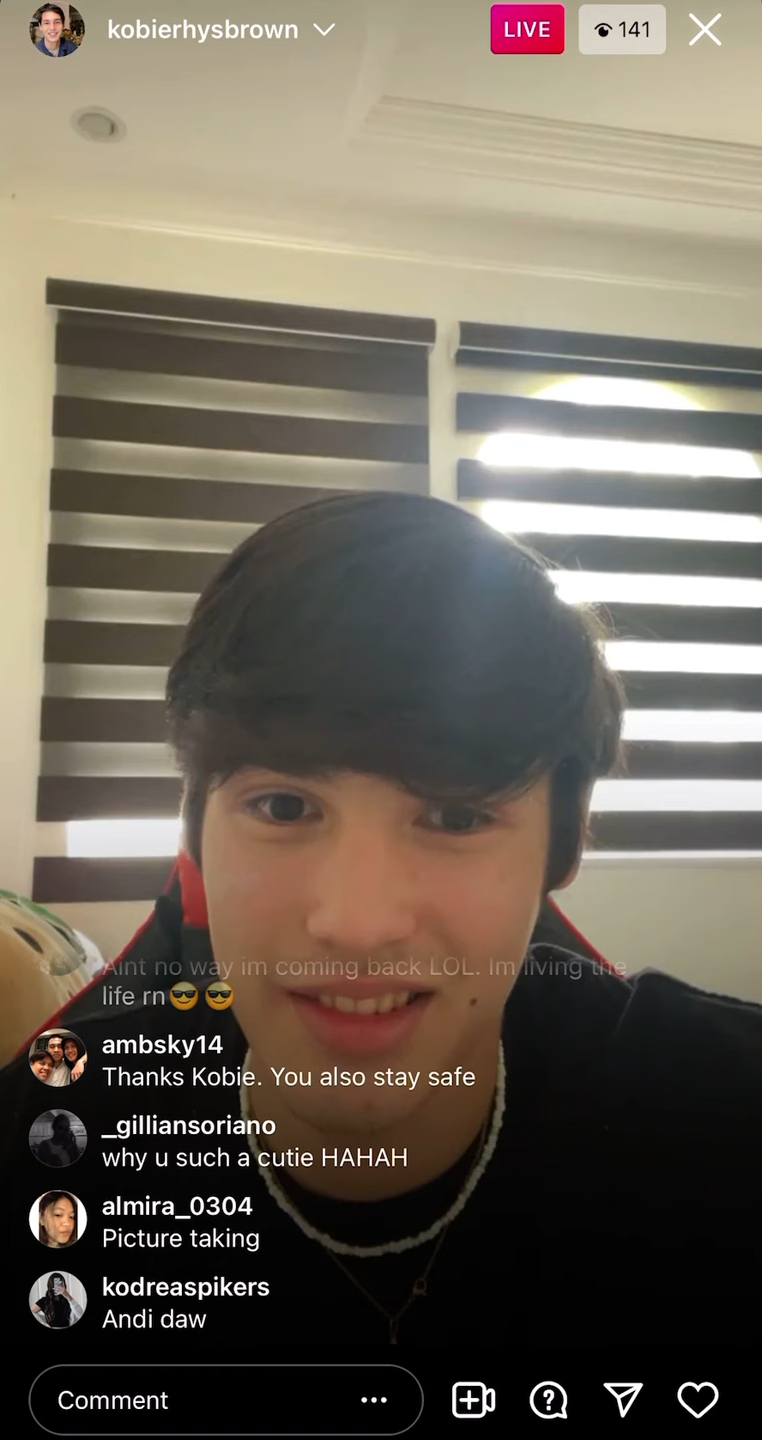 kobierhysbrown
LIVE
141
Aint no way im coming back LOL. Im living the
life rn😎😎
ambsky14
Thanks Kobie. You also stay safe
_gilliansoriano
why u such a cutie HAHAH
almira_0304
Picture taking
kodreaspikers
Andi daw
Comment